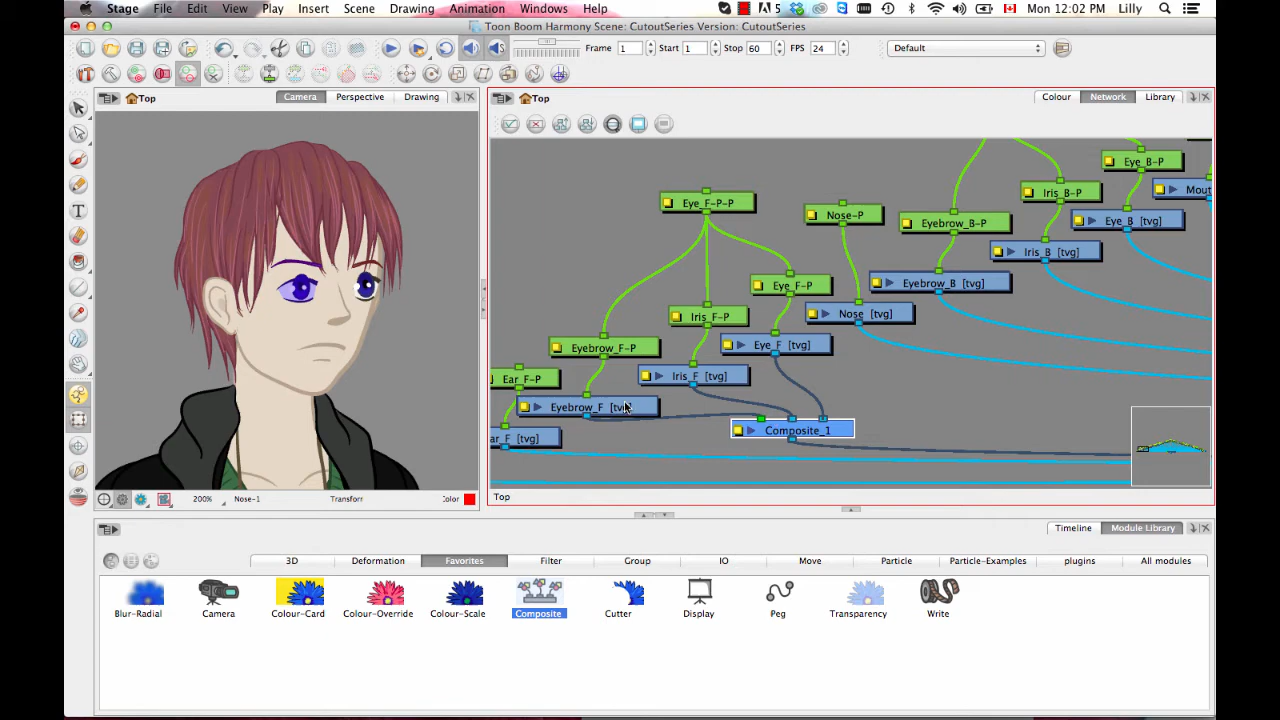 Stage File Edit View Play Insert Scene Drawing Animation Windows Help 5 Mon 12:02 PM Lilly
Toon Boom Harmony Scene: CutoutSeries Version: CutoutSeries
Frame 1 Start 1 Stop 60 FPS 24 Default
Top Camera Perspective Drawing
Top Colour Network Library
Eye_F-P-P
Nose-P
Eyebrow_B-P
Iris_B-P
Eye_B-P
Mout
Eye_B [tvg]
Iris_B [tvg]
Eyebrow_B [tvg]
Eye_F-P
Nose [tvg]
Iris_F-P
Eye_F [tvg]
Eyebrow_F-P
Iris_F [tvg]
Ear_F-P
Eyebrow_F [tv
Composite_1
ar_F [tvg]
200% Nose-1 Transforr Color
Top
Timeline Module Library
3D Deformation Favorites Filter Group IO Move Particle Particle-Examples plugins All modules
Blur-Radial Camera Colour-Card Colour-Override Colour-Scale Composite Cutter Display Peg Transparency Write